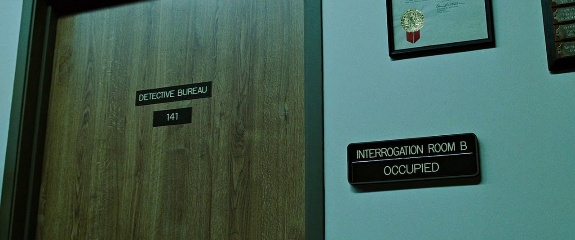 DETECTIVE BUREAU
141
INTERROGATION ROOM B
OCCUPIED